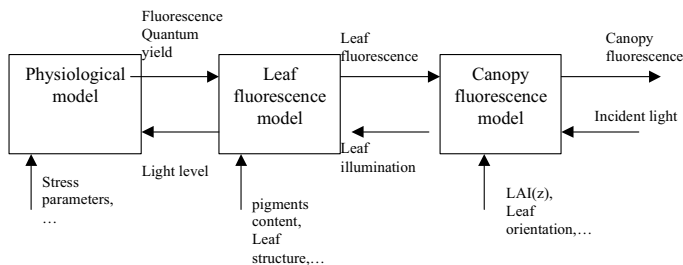 Fluorescence
Quantum
yield
Leaf
fluorescence
Canopy
fluorescence
Physiological
model
Leaf
fluorescence
model
Canopy
fluorescence
model
Incident light
Light level
Leaf
illumination
Stress
parameters,
…
pigments
content,
Leaf
structure,...
LAI(z),
Leaf
orientation,...